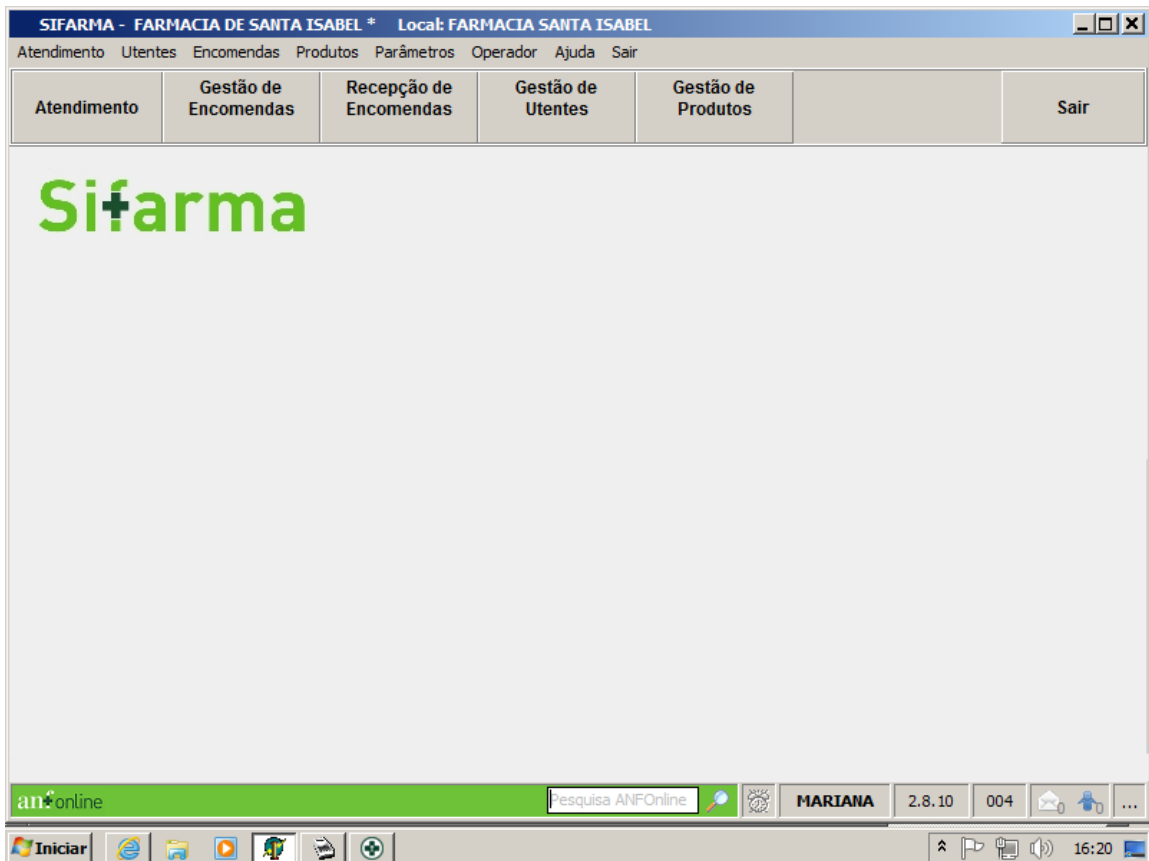 SIFARMA - FARMACIA DE SANTA ISABEL * Local: FARMACIA SANTA ISABEL
Atendimento Utentes Encomendas Produtos Parâmetros Operador Ajuda Sair
Atendimento
Gestão de
Encomendas
Recepção de
Encomendas
Gestão de
Utentes
Gestão de
Produtos
Sair
Sifarma
anfonline
Pesquisa ANFOnline
MARIANA
2.8.10
004
0
0
...
Iniciar
16:20